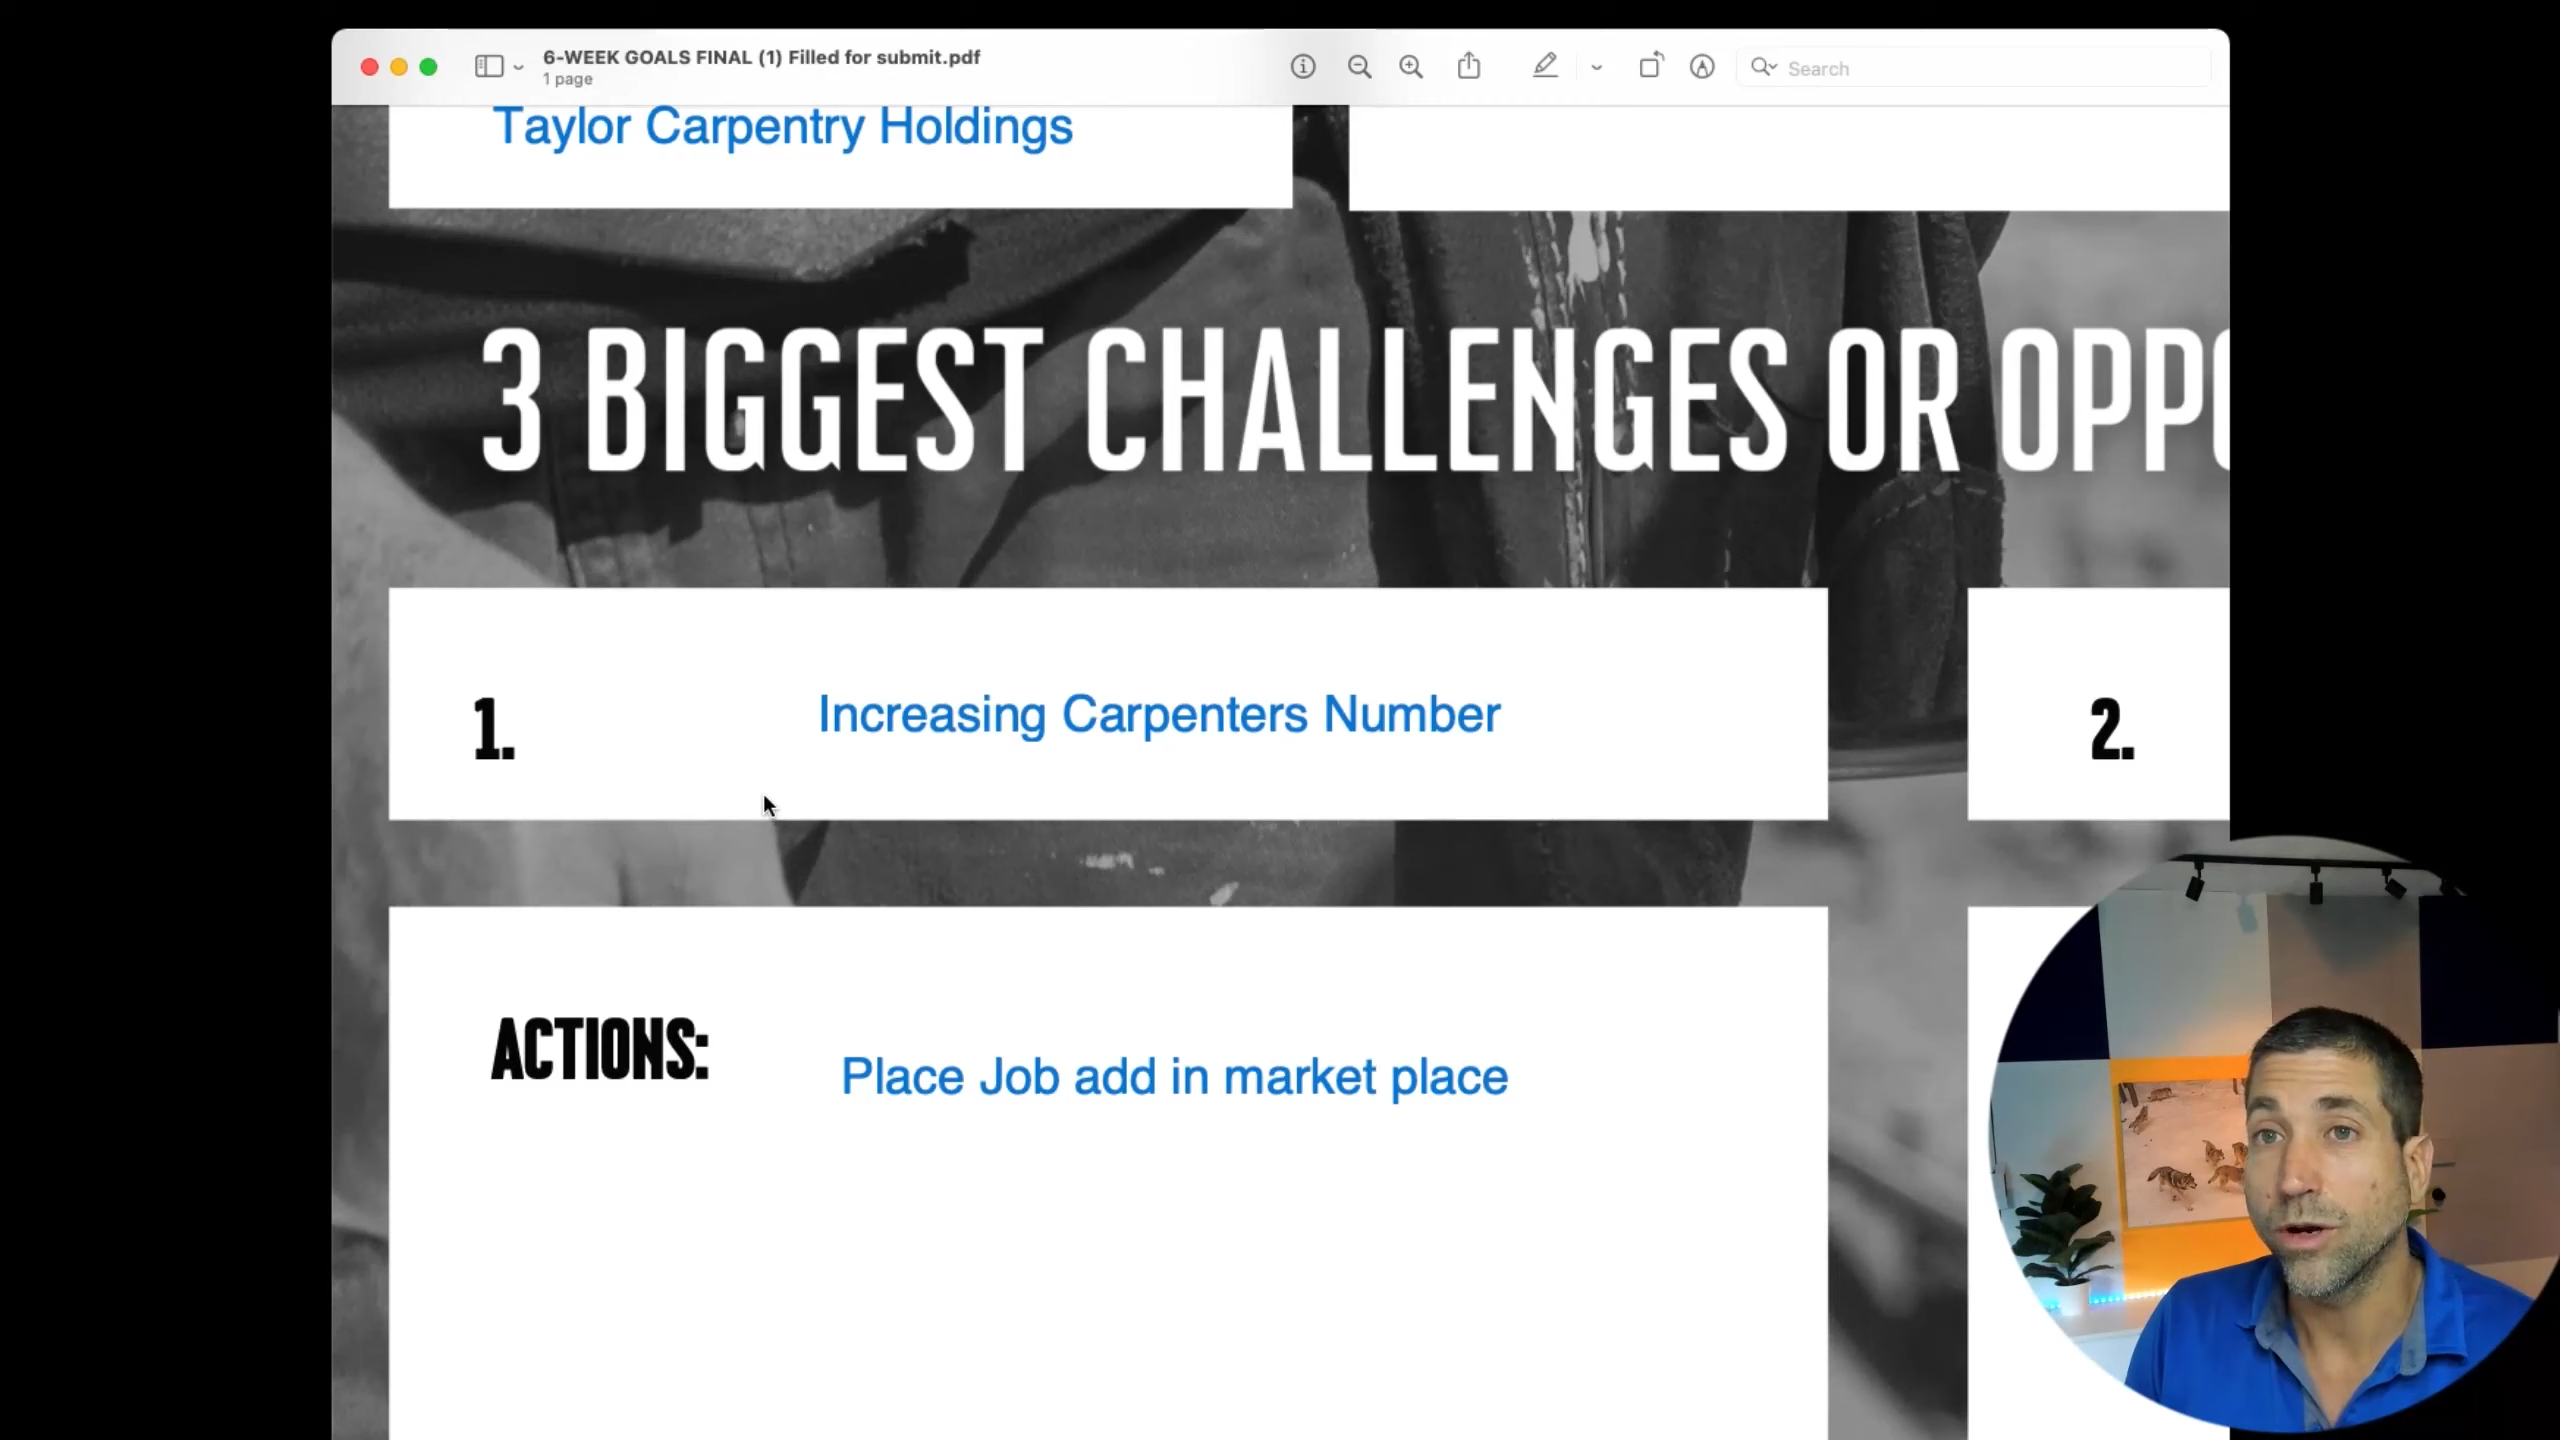 6-WEEK GOALS FINAL (1) Filled for submit.pdf
1 page
Search
Taylor Carpentry Holdings
3 BIGGEST CHALLENGES OR OPPO
1.
Increasing Carpenters Number
2.
ACTIONS:
Place Job add in market place